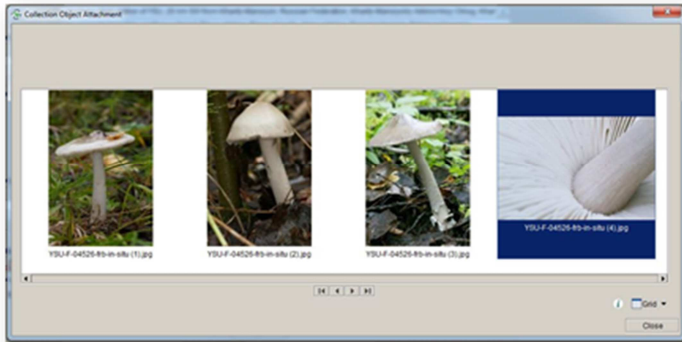 Collection Object Attachment
YSU-F-04526-frb-in-situ (1).jpg
YSU-F-04526-frb-in-situ (2).jpg
YSU-F-04526-frb-in-situ (3).jpg
YSU-F-04526-frb-in-situ (4).jpg
i
Grid
Close